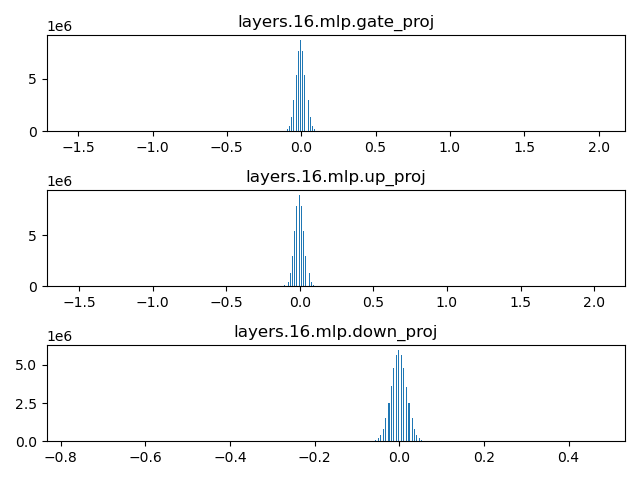 layers.16.mlp.gate_proj
1e6
5
0
−1.5 −1.0 −0.5 0.0 0.5 1.0 1.5 2.0
layers.16.mlp.up_proj
1e6
5
0
−1.5 −1.0 −0.5 0.0 0.5 1.0 1.5 2.0
layers.16.mlp.down_proj
1e6
5.0
2.5
0.0
−0.8 −0.6 −0.4 −0.2 0.0 0.2 0.4